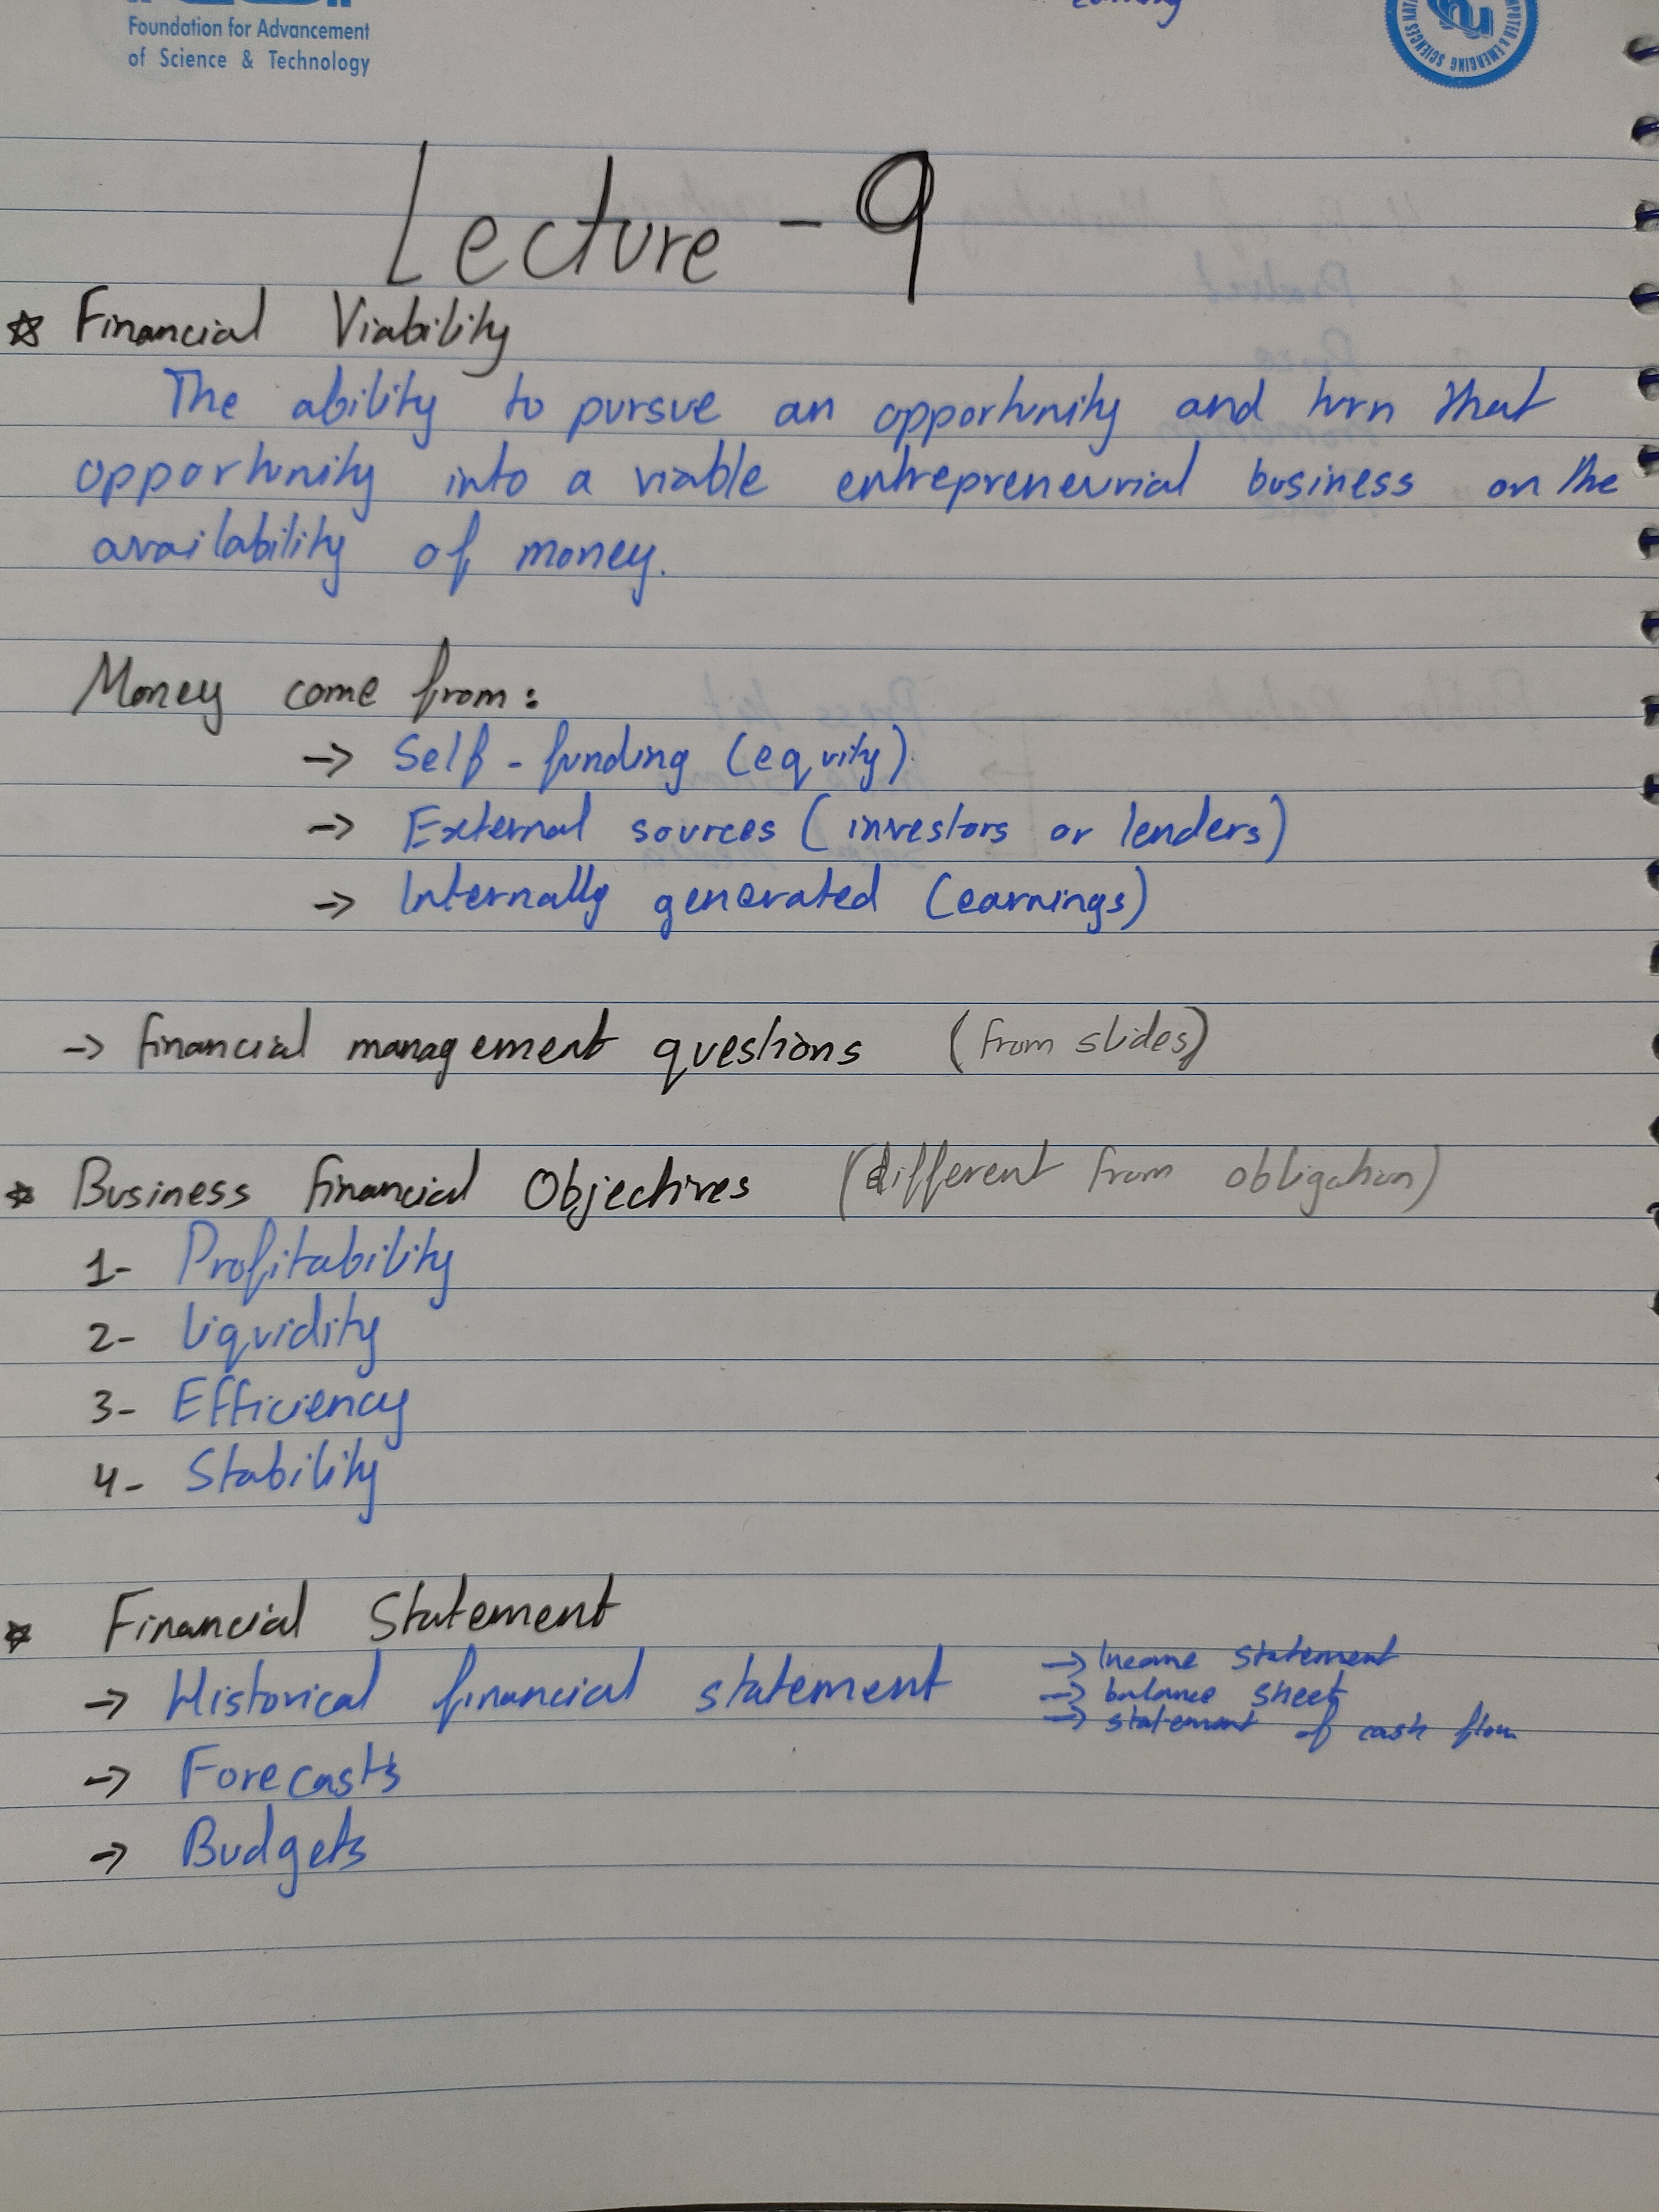 Foundation for Advancement
of Science & Technology
COMPUTER & EMERGING SCIENCES
Lecture - 9
☆ Financial Viability
The ability to pursue an opportunity and turn that
opportunity into a viable entrepreneurial business on the
availability of money.
Money come from:
→ Self-funding (equity)
→ External sources (investors or lenders)
→ Internally generated (earnings)
→ financial management questions (from slides)
☆ Business financial Objectives (different from obligation)
1- Profitability
2- liquidity
3- Efficiency
4- Stability
☆ Financial Statement
→ Historical financial statement → Income statement
→ balance sheet
→ statement of cash flow
→ Forecasts
→ Budgets